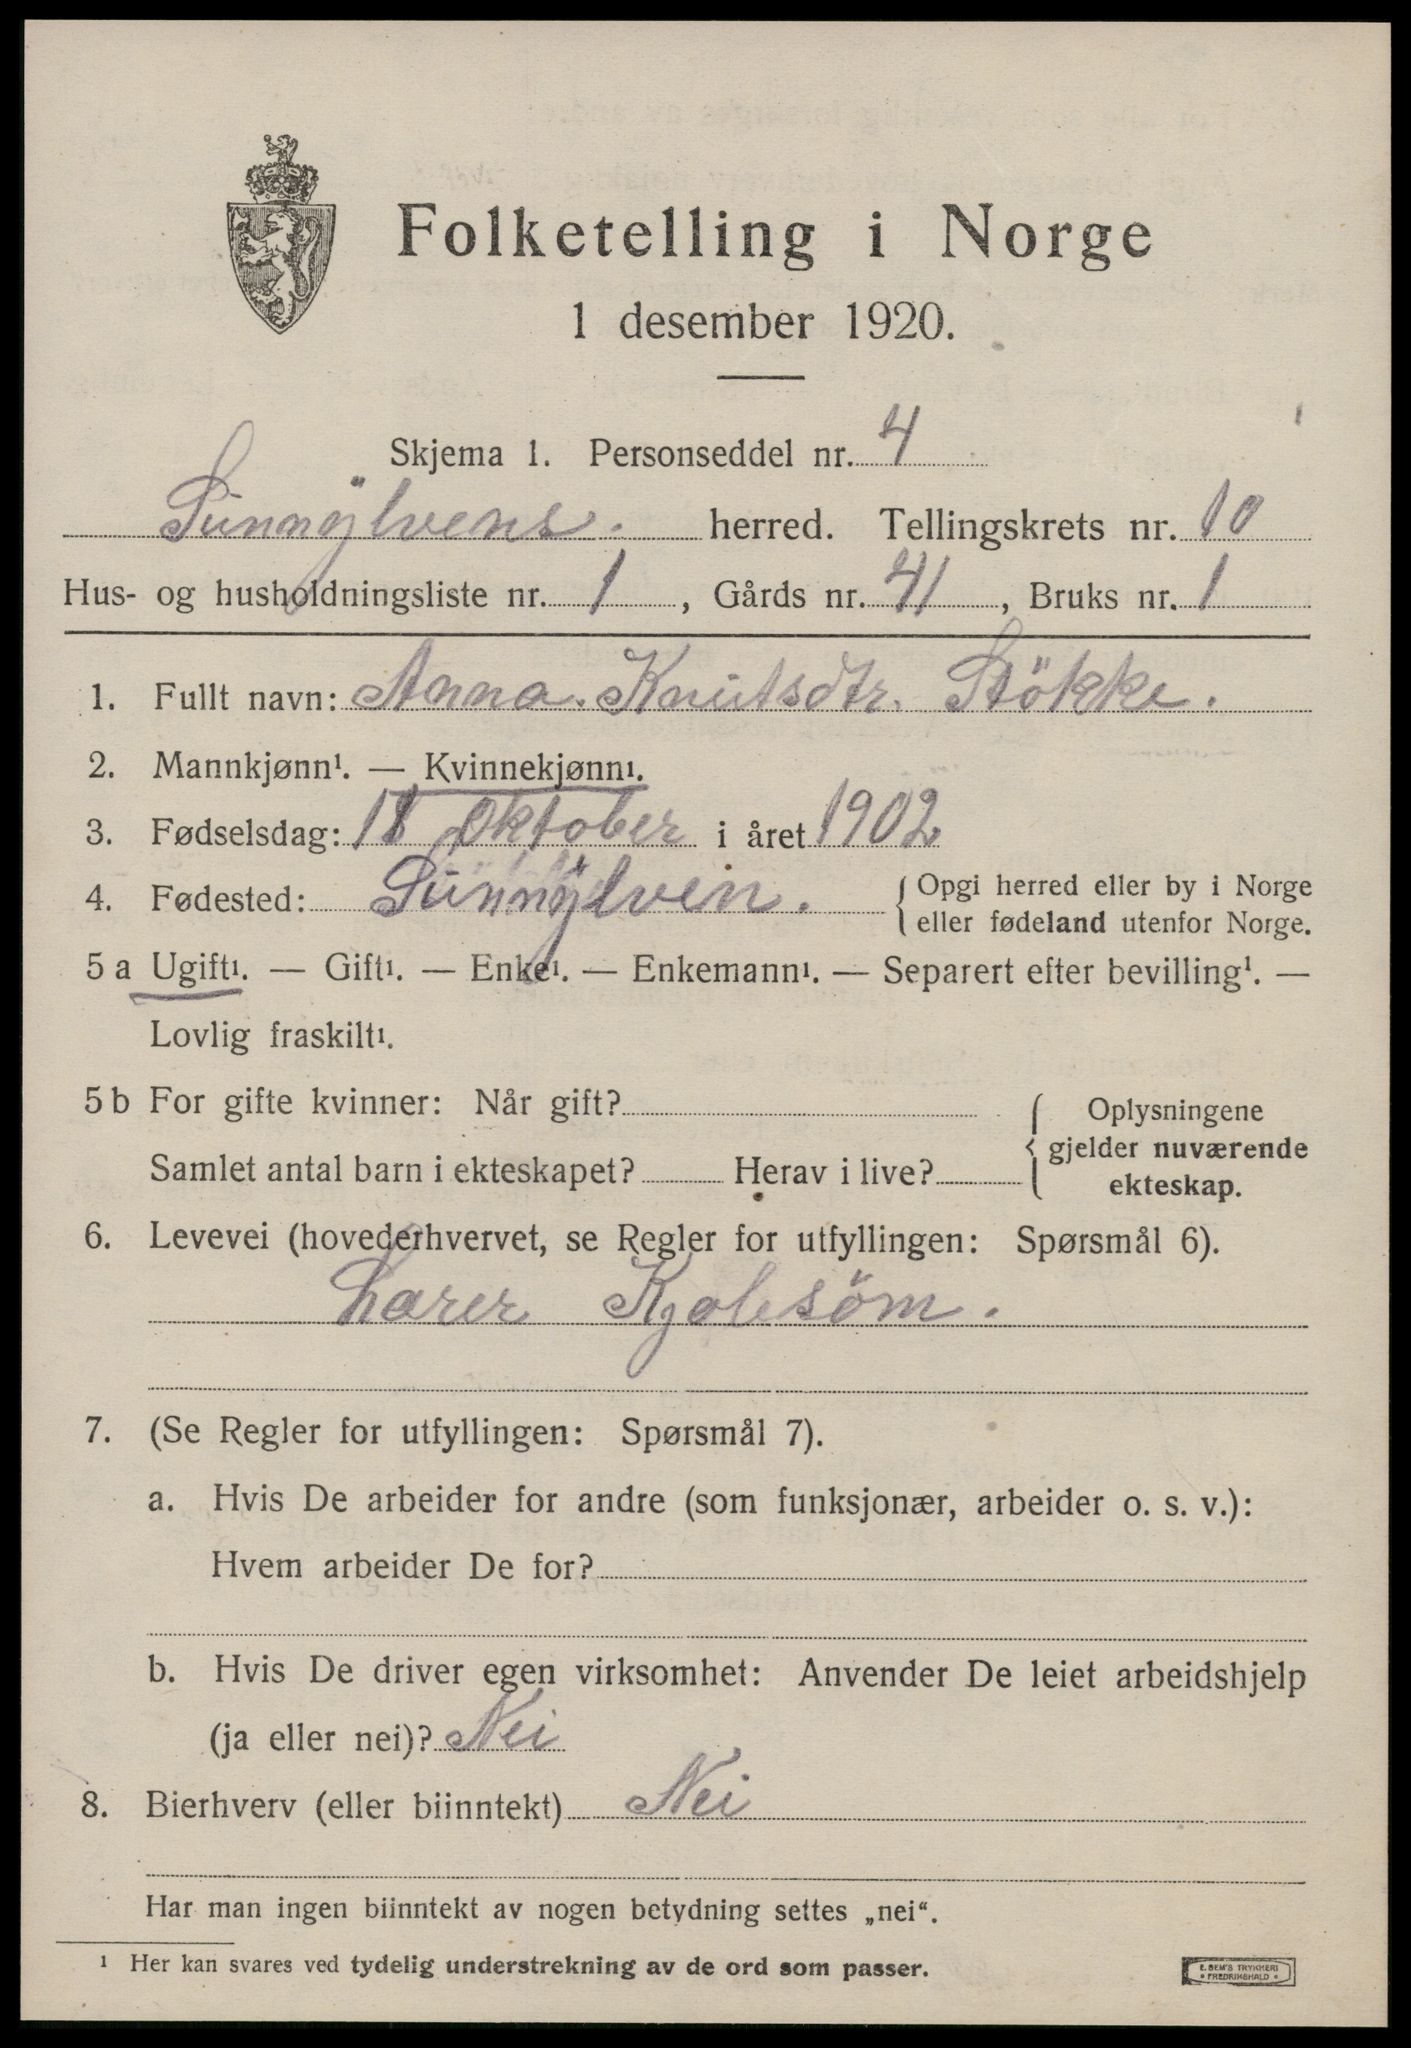 Folketelling i Norge
1 desember 1920.
Skjema 1. Personseddel nr. 4
Sunnÿlvens. herred. Tellingskrets nr. 10
Hus- og husholdningsliste nr. 1, Gårds nr. 41, Bruks nr. 1
1. Fullt navn: Anna. Knutsdtr. Stökke.
2. Mannkjønn¹. — Kvinnekjønn¹.
3. Fødselsdag: 18 Oktober i året 1902
4. Fødested: Sunnÿlven. { Opgi herred eller by i Norge
eller fødeland utenfor Norge.
5 a Ugift¹. — Gift¹. — Enke¹. — Enkemann¹. — Separert efter bevilling¹. —
Lovlig fraskilt¹.
5 b For gifte kvinner: Når gift? { Oplysningene
gjelder nuværende
Samlet antal barn i ekteskapet? Herav i live?
ekteskap.
6. Levevei (hovederhvervet, se Regler for utfyllingen: Spørsmål 6).
Lærer Kjolesöm.
7. (Se Regler for utfyllingen: Spørsmål 7).
a. Hvis De arbeider for andre (som funksjonær, arbeider o. s. v.):
Hvem arbeider De for?
b. Hvis De driver egen virksomhet: Anvender De leiet arbeidshjelp
(ja eller nei)? Nei
8. Bierhverv (eller biinntekt) Nei
Har man ingen biinntekt av nogen betydning settes „nei".
¹ Her kan svares ved tydelig understrekning av de ord som passer.
E. SEM'S TRYKKERI
• FREDRIKSHALD •